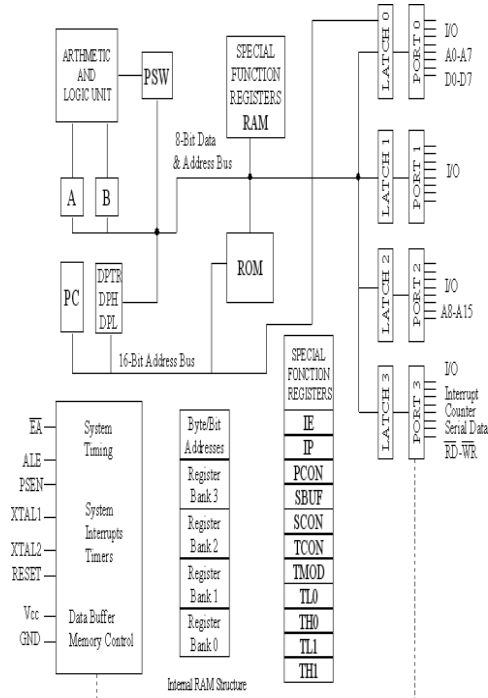 ARITHMETIC
AND
LOGIC UNIT
PSW
SPECIAL
FUNCTION
REGISTERS
RAM
8-Bit Data
& Address Bus
A
B
PC
DPTR
DPH
DPL
ROM
16-Bit Address Bus
LATCH 0
PORT 0
I/O
A0-A7
D0-D7
LATCH 1
PORT 1
I/O
LATCH 2
PORT 2
I/O
A8-A15
LATCH 3
PORT 3
I/O
Interrupt
Counter
Serial Data
R̅D̅-W̅R̅
E̅A̅
ALE
PSEN
XTAL1
XTAL2
RESET
Vcc
GND
System
Timing
System
Interrupts
Timers
Data Buffer
Memory Control
Byte/Bit
Addresses
Register
Bank 3
Register
Bank 2
Register
Bank 1
Register
Bank 0
Internal RAM Structure
SPECIAL
FONCTION
REGISTERS
IE
IP
PCON
SBUF
SCON
TCON
TMOD
TL0
TH0
TL1
TH1